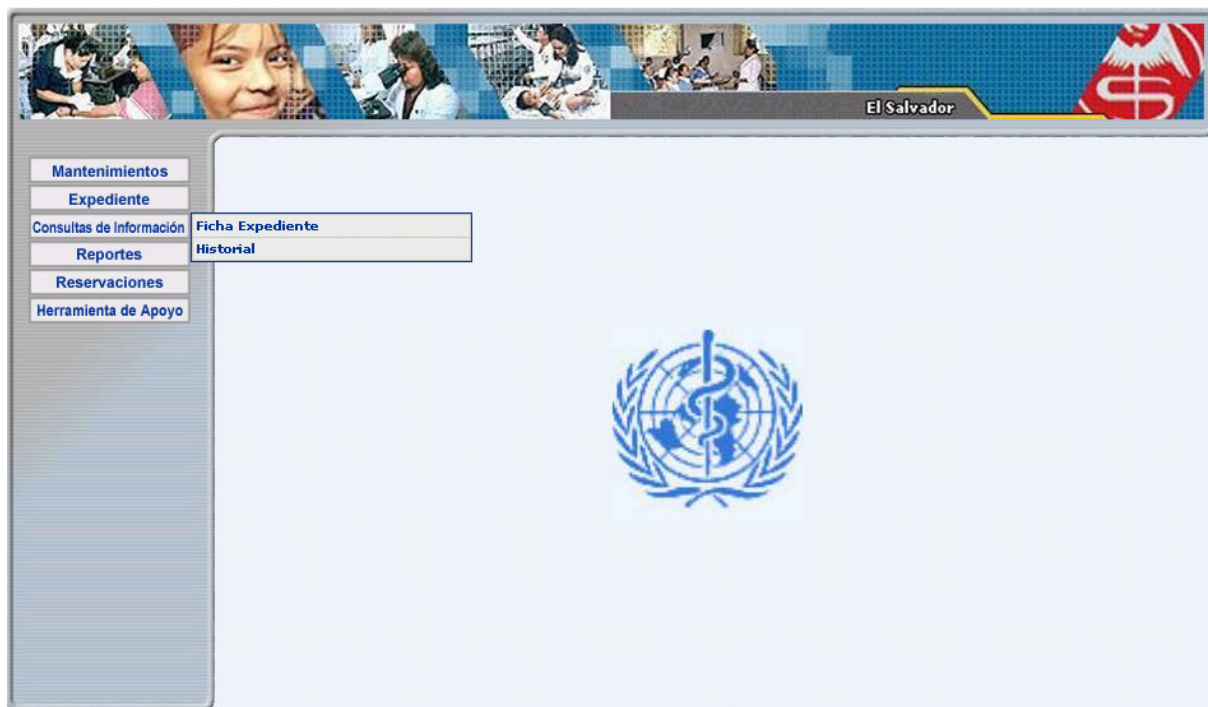 El Salvador
Mantenimientos
Expediente
Consultas de Información
Ficha Expediente
Historial
Reportes
Reservaciones
Herramienta de Apoyo